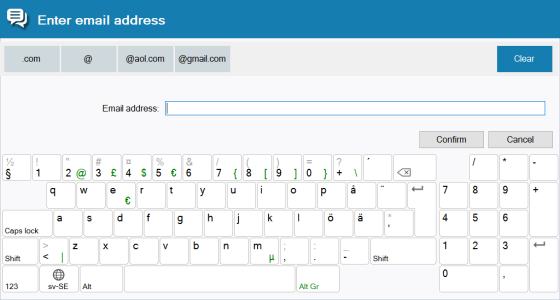 Enter email address
.com @ @aol.com @gmail.com Clear
Email address:
Confirm Cancel
½ ! " # ¤ % & / ( ) = ? ` / * -
§ 1 2 @ 3 £ 4 $ 5 € 6 7 { 8 [ 9 ] 0 } + \ ´
q w e € r t y u i o p å ¨ 7 8 9 +
Caps lock a s d f g h j k l ö ä * ' 4 5 6
Shift > < | z x c v b n m µ ; , : . _ - Shift 1 2 3
123 sv-SE Alt Alt Gr 0 ,